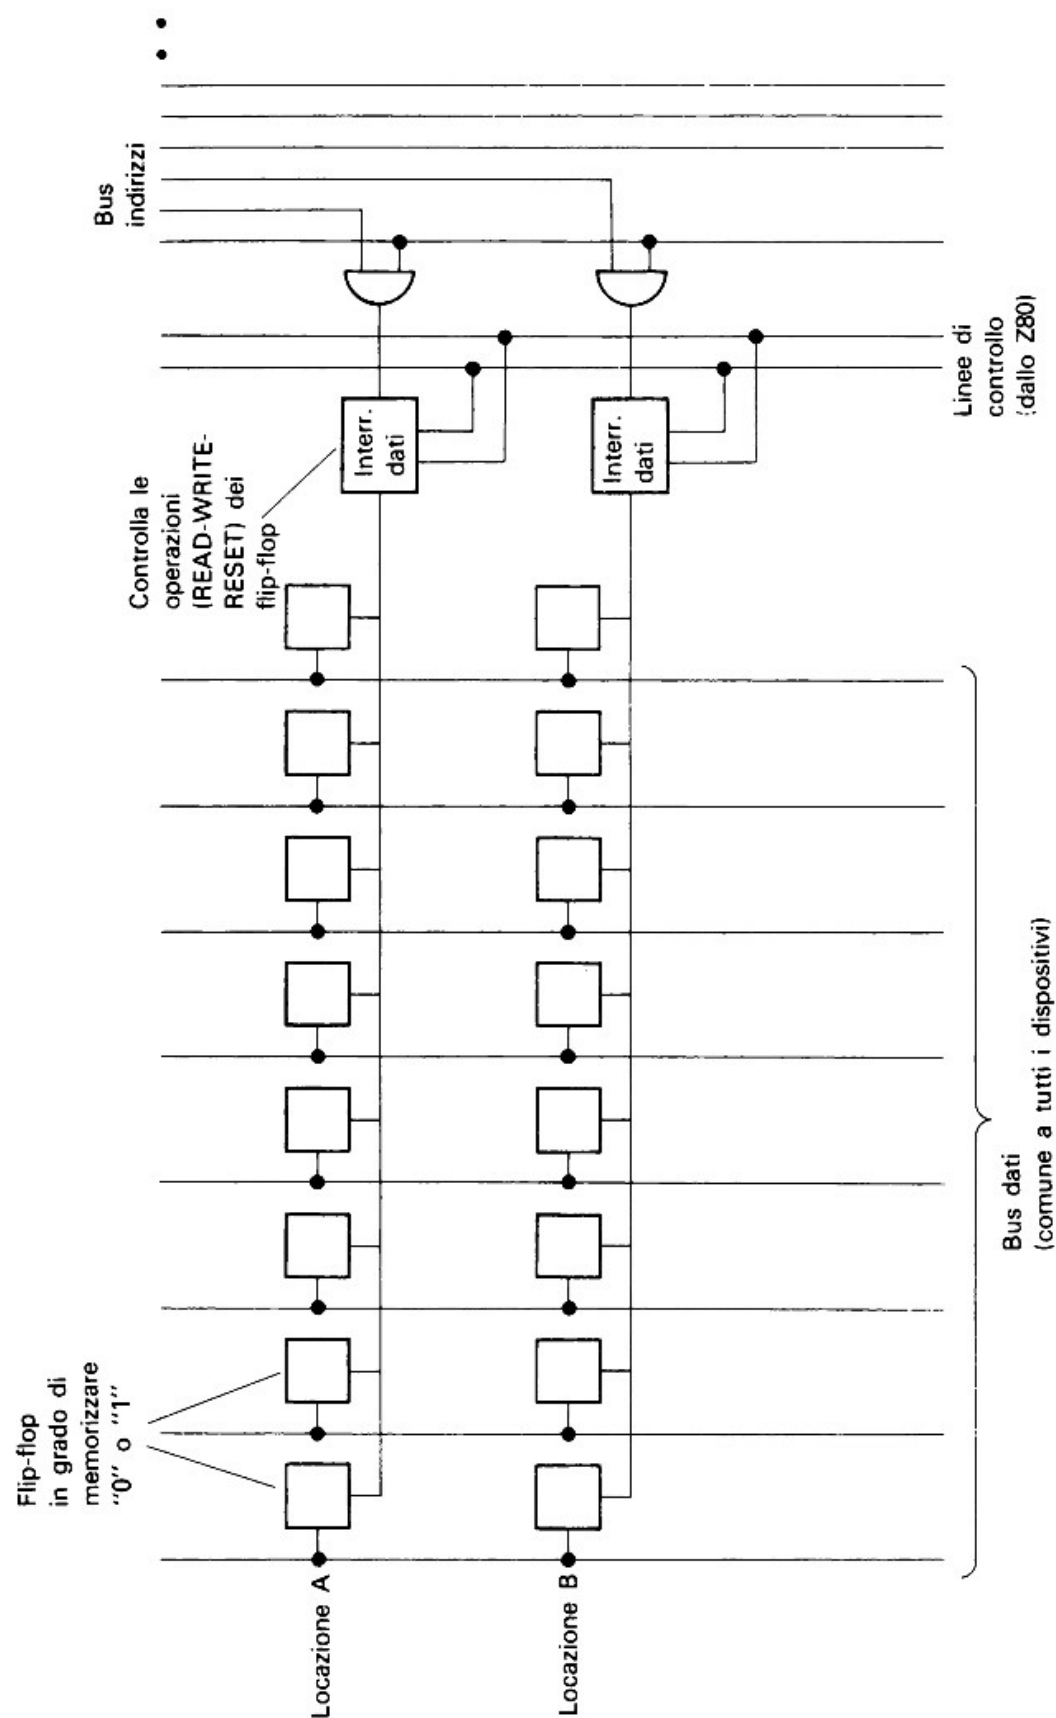 Flip-flop
in grado di
memorizzare
"0" o "1"
Controlla le
operazioni
(READ-WRITE-
RESET) dei
flip-flop
Bus
indirizzi
Locazione A
Interr.
dati
Locazione B
Interr.
dati
Linee di
controllo
(dallo Z80)
Bus dati
(comune a tutti i dispositivi)